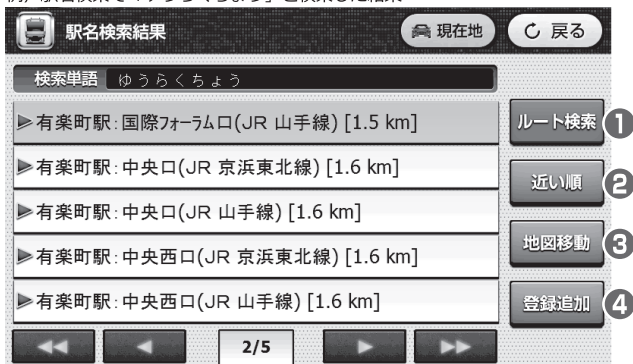 駅名検索結果
現在地
戻る
検索単語 ゆうらくちょう
有楽町駅:国際フォーラム口(JR 山手線) [1.5 km]
ルート検索 1
有楽町駅:中央口(JR 京浜東北線) [1.6 km]
近い順 2
有楽町駅:中央口(JR 山手線) [1.6 km]
有楽町駅:中央西口(JR 京浜東北線) [1.6 km]
地図移動 3
有楽町駅:中央西口(JR 山手線) [1.6 km]
登録追加 4
2/5